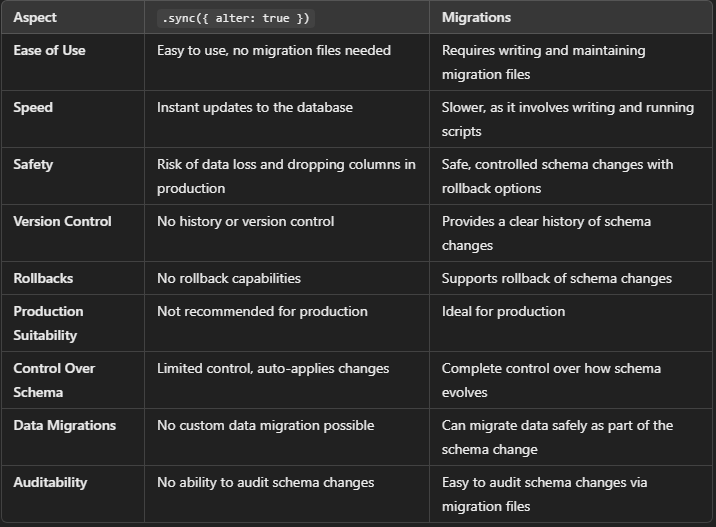 Aspect
.sync({ alter: true })
Migrations
Ease of Use
Easy to use, no migration files needed
Requires writing and maintaining
migration files
Speed
Instant updates to the database
Slower, as it involves writing and running
scripts
Safety
Risk of data loss and dropping columns in
production
Safe, controlled schema changes with
rollback options
Version Control
No history or version control
Provides a clear history of schema
changes
Rollbacks
No rollback capabilities
Supports rollback of schema changes
Production
Suitability
Not recommended for production
Ideal for production
Control Over
Schema
Limited control, auto-applies changes
Complete control over how schema
evolves
Data Migrations
No custom data migration possible
Can migrate data safely as part of the
schema change
Auditability
No ability to audit schema changes
Easy to audit schema changes via
migration files